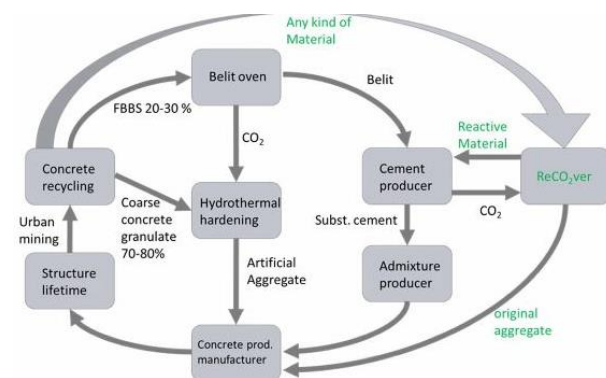 Any kind of
Material
Belit oven
Belit
FBBS 20-30 %
CO₂
Reactive
Material
Concrete
recycling
Cement
producer
ReCO₂ver
Coarse
concrete
granulate
70-80%
Hydrothermal
hardening
CO₂
Urban
mining
Subst. cement
Structure
lifetime
Artificial
Aggregate
Admixture
producer
original
aggregate
Concrete prod.
manufacturer